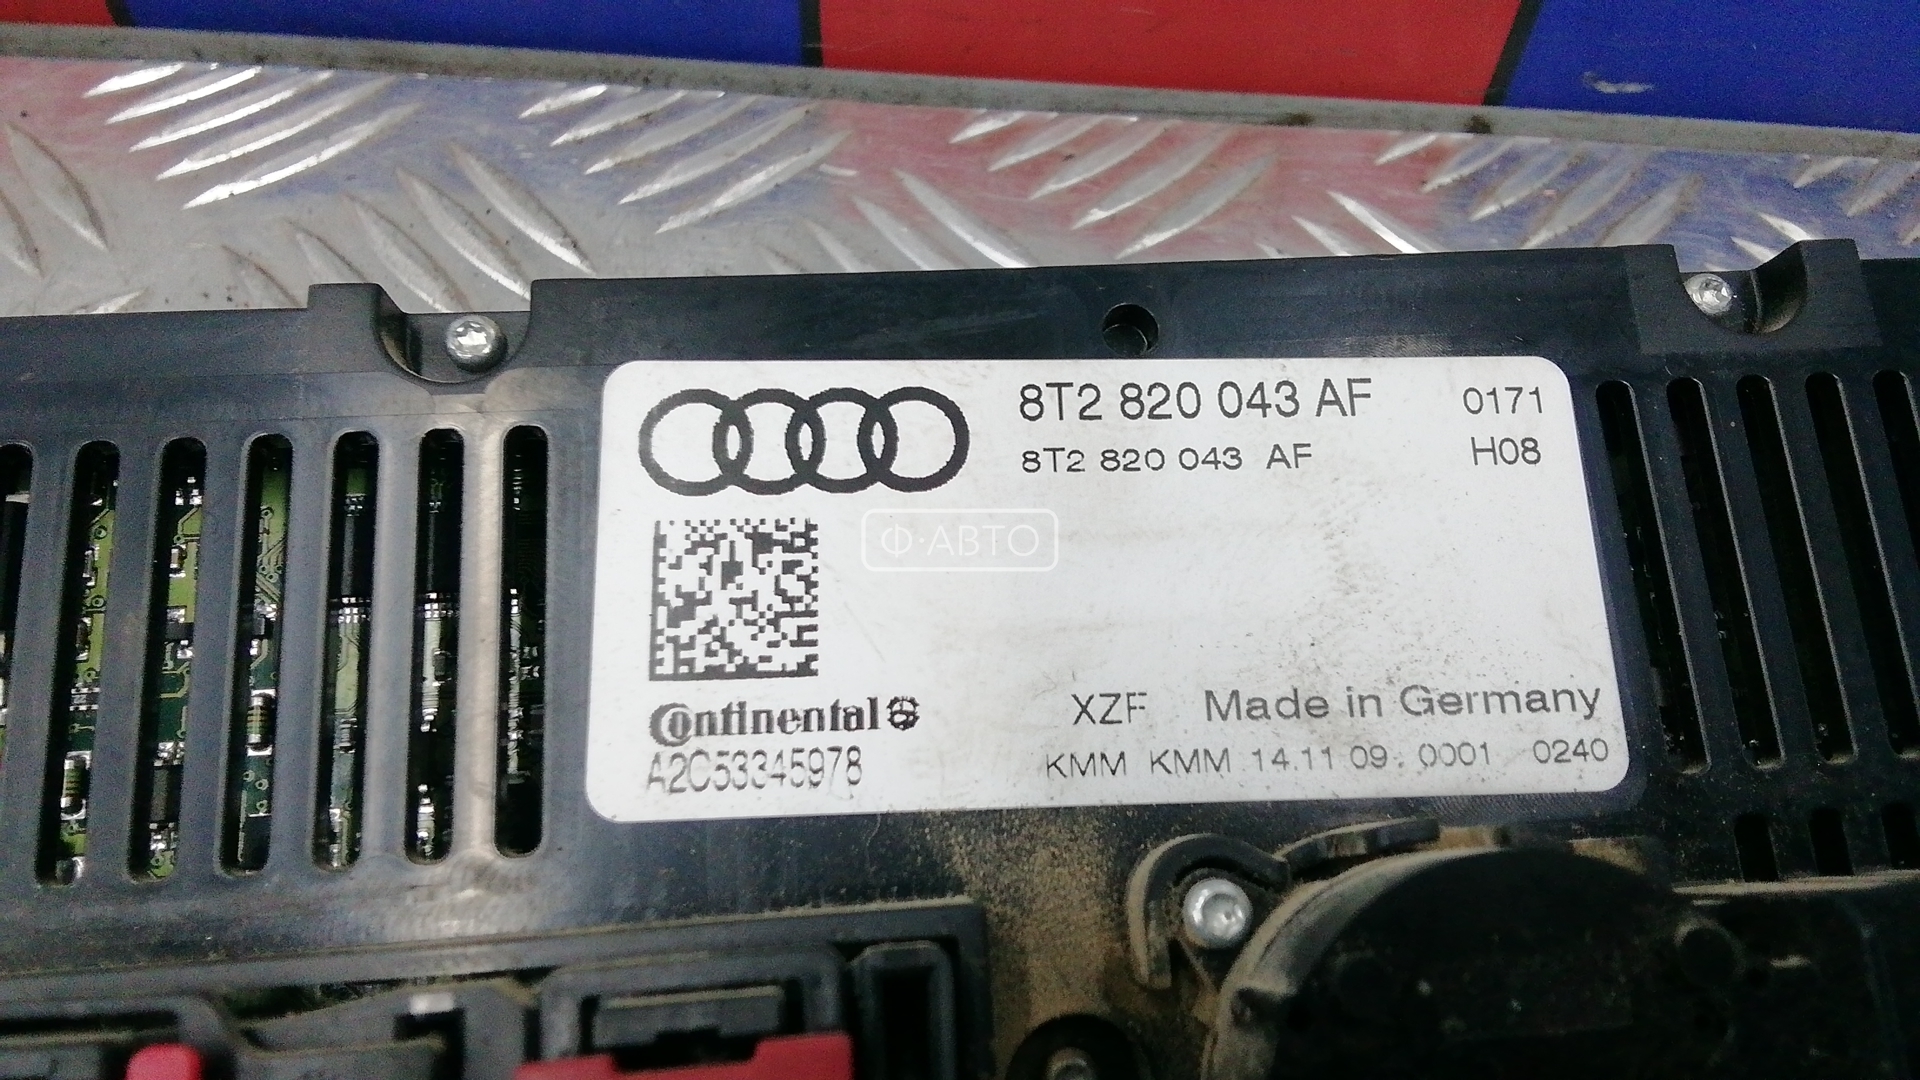 8T2 820 043 AF 0171
8T2 820 043 AF H08
Ф·АВТО
Continental
XZF Made in Germany
A2C53345978
KMM KMM 14.11.09. 0001 0240